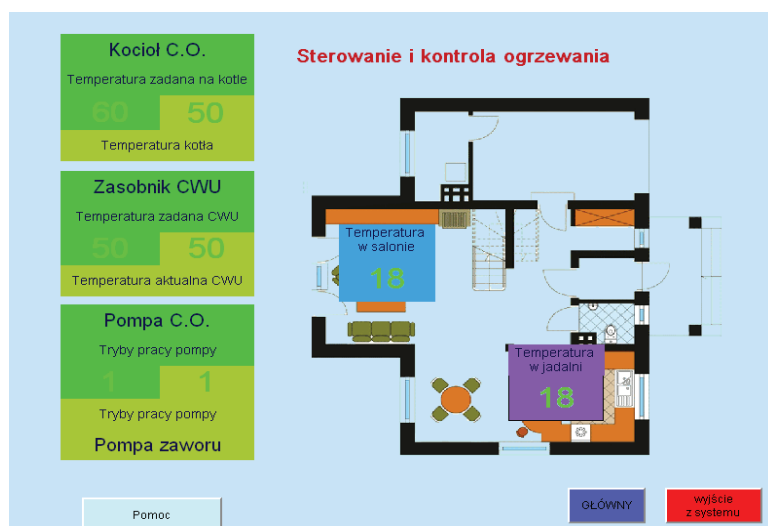 Sterowanie i kontrola ogrzewania
Kocioł C.O.
Temperatura zadana na kotle
60 50
Temperatura kotła
Zasobnik CWU
Temperatura zadana CWU
50 50
Temperatura aktualna CWU
Pompa C.O.
Tryby pracy pompy
1 1
Tryby pracy pompy
Pompa zaworu
Temperatura
w salonie
18
Temperatura
w jadalni
18
Pomoc
GŁÓWNY
wyjście
z systemu